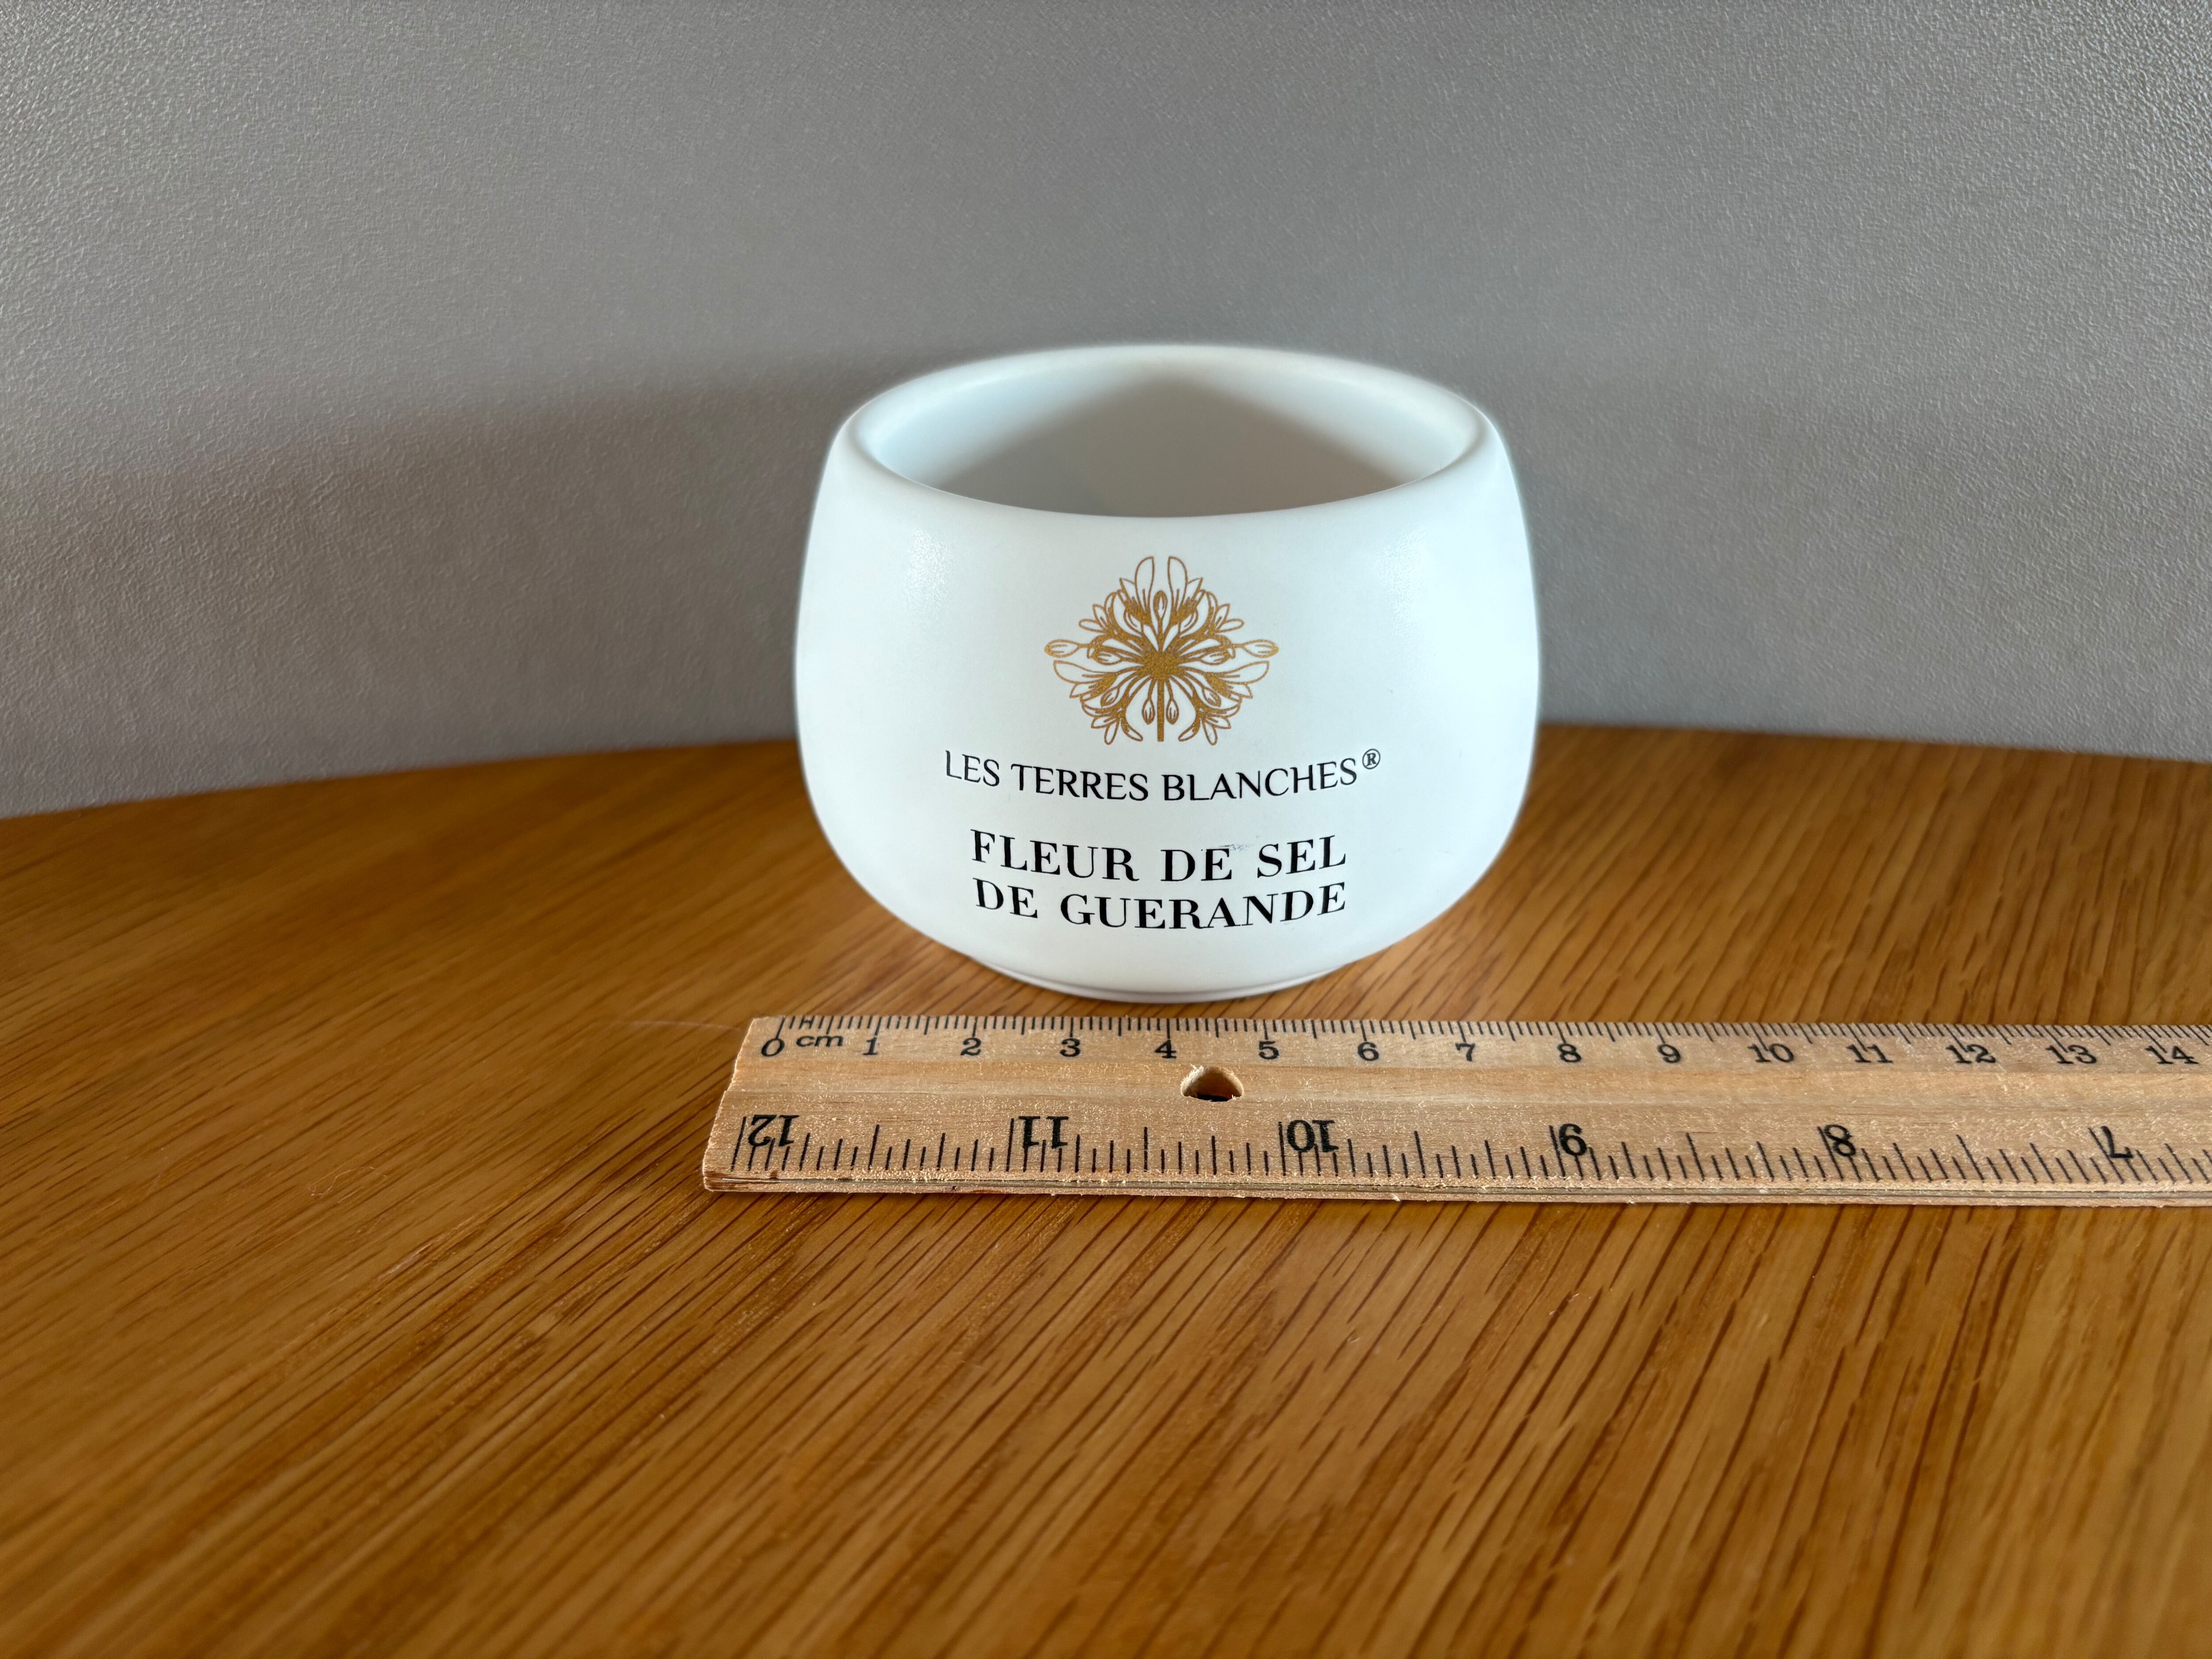 LES TERRES BLANCHES®
FLEUR DE SEL
DE GUERANDE
0 cm 1 2 3 4 5 6 7 8 9 10 11 12 13 14
12 11 10 9 8 7